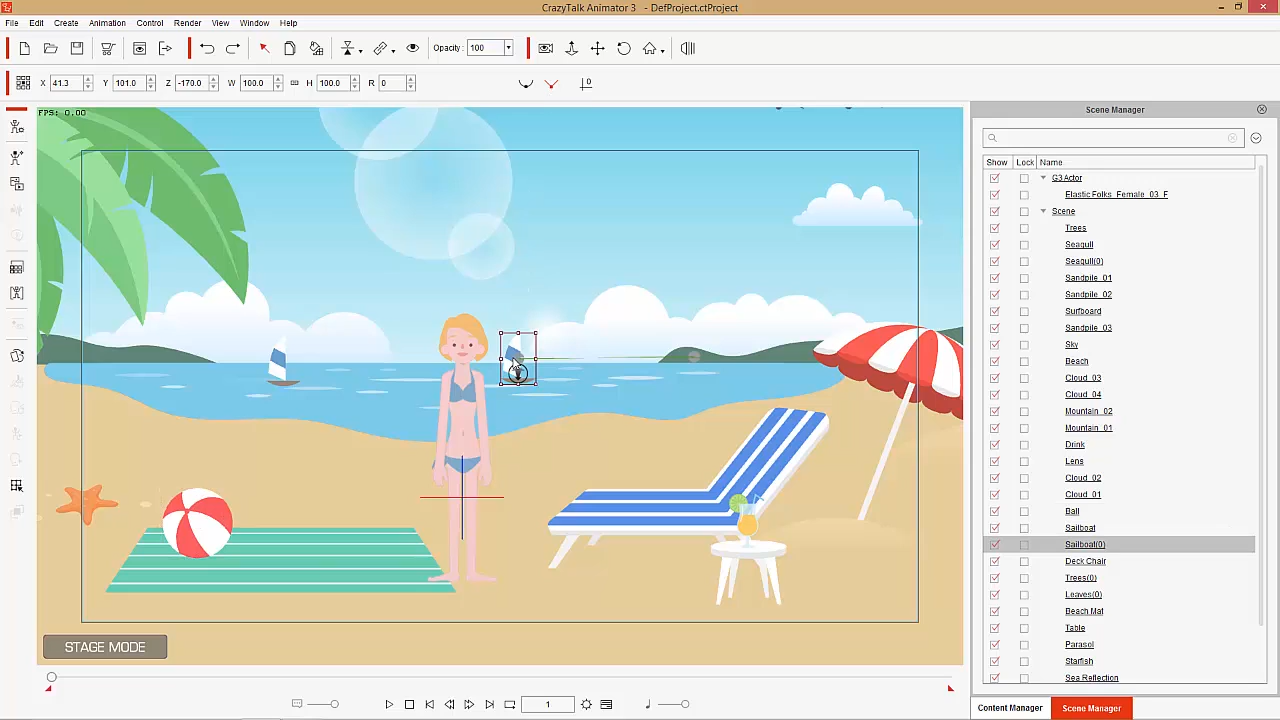 CrazyTalk Animator 3 - DefProject.ctProject
File Edit Create Animation Control Render View Window Help
Opacity : 100
X 41.3 Y 101.0 Z -170.0 W 100.0 H 100.0 R 0
FPS: 0.00
STAGE MODE
1
Scene Manager
Show Lock Name
G3 Actor
Elastic Folks_Female_03_F
Scene
Trees
Seagull
Seagull(0)
Sandpile_01
Sandpile_02
Surfboard
Sandpile_03
Sky
Beach
Cloud_03
Cloud_04
Mountain_02
Mountain_01
Drink
Lens
Cloud_02
Cloud_01
Ball
Sailboat
Sailboat(0)
Deck Chair
Trees(0)
Leaves(0)
Beach Mat
Table
Parasol
Starfish
Sea Reflection
Content Manager Scene Manager